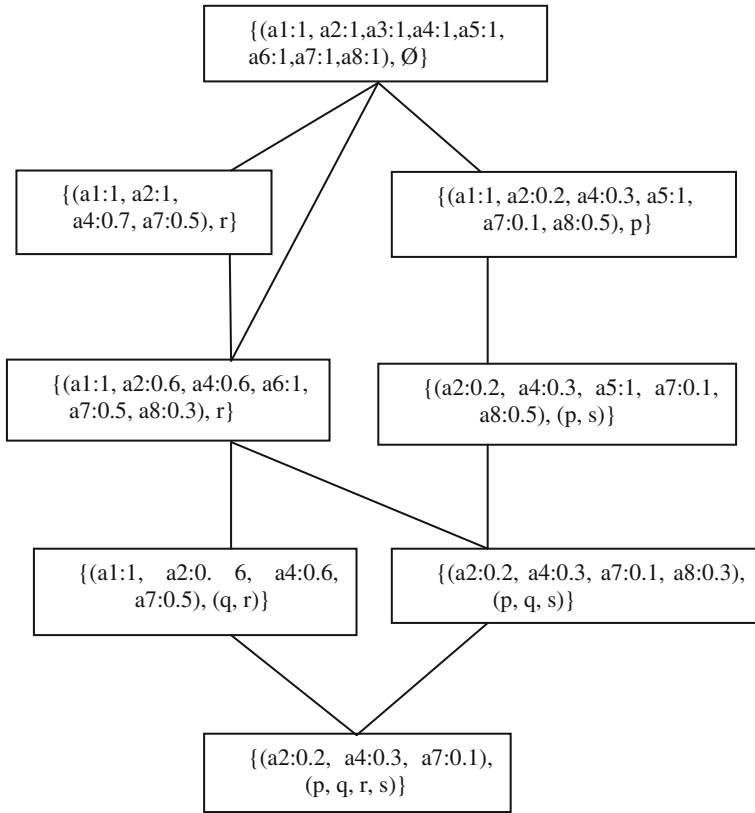 {(a1:1, a2:1,a3:1,a4:1,a5:1,
a6:1,a7:1,a8:1), Ø}
{(a1:1, a2:1,
a4:0.7, a7:0.5), r}
{(a1:1, a2:0.2, a4:0.3, a5:1,
a7:0.1, a8:0.5), p}
{(a1:1, a2:0.6, a4:0.6, a6:1,
a7:0.5, a8:0.3), r}
{(a2:0.2, a4:0.3, a5:1, a7:0.1,
a8:0.5), (p, s)}
{(a1:1, a2:0. 6, a4:0.6,
a7:0.5), (q, r)}
{(a2:0.2, a4:0.3, a7:0.1, a8:0.3),
(p, q, s)}
{(a2:0.2, a4:0.3, a7:0.1),
(p, q, r, s)}